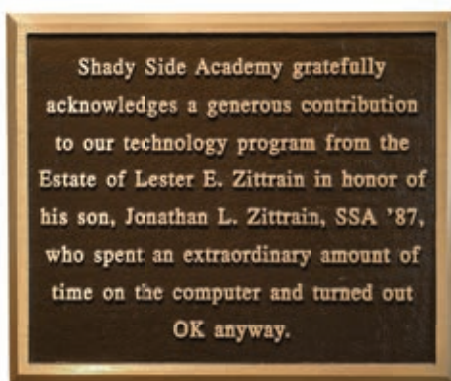 Shady Side Academy gratefully
acknowledges a generous contribution
to our technology program from the
Estate of Lester E. Zittrain in honor of
his son, Jonathan L. Zittrain, SSA '87,
who spent an extraordinary amount of
time on the computer and turned out
OK anyway.